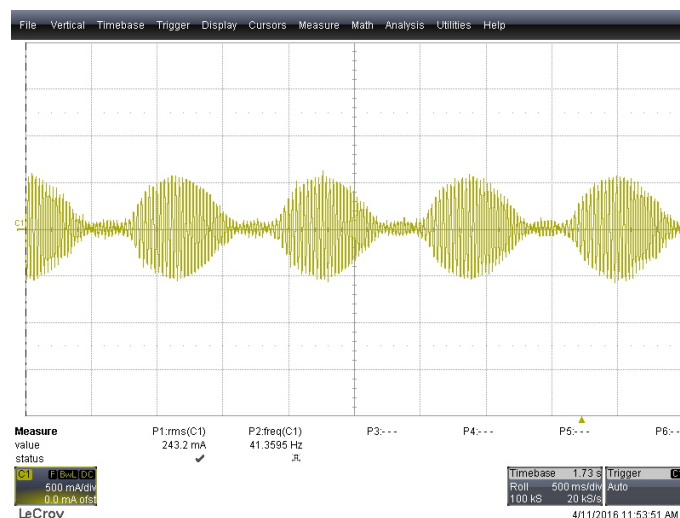 File Vertical Timebase Trigger Display Cursors Measure Math Analysis Utilities Help
C1
Measure P1:rms(C1) P2:freq(C1) P3:- - - P4:- - - P5:- - - P6:- -
value 243.2 mA 41.3595 Hz
status
C1 F BwL DC
500 mA/div
0.0 mA ofst
Timebase 1.73 s Trigger
Roll 500 ms/div Auto
100 kS 20 kS/s
LeCroy 4/11/2016 11:53:51 AM